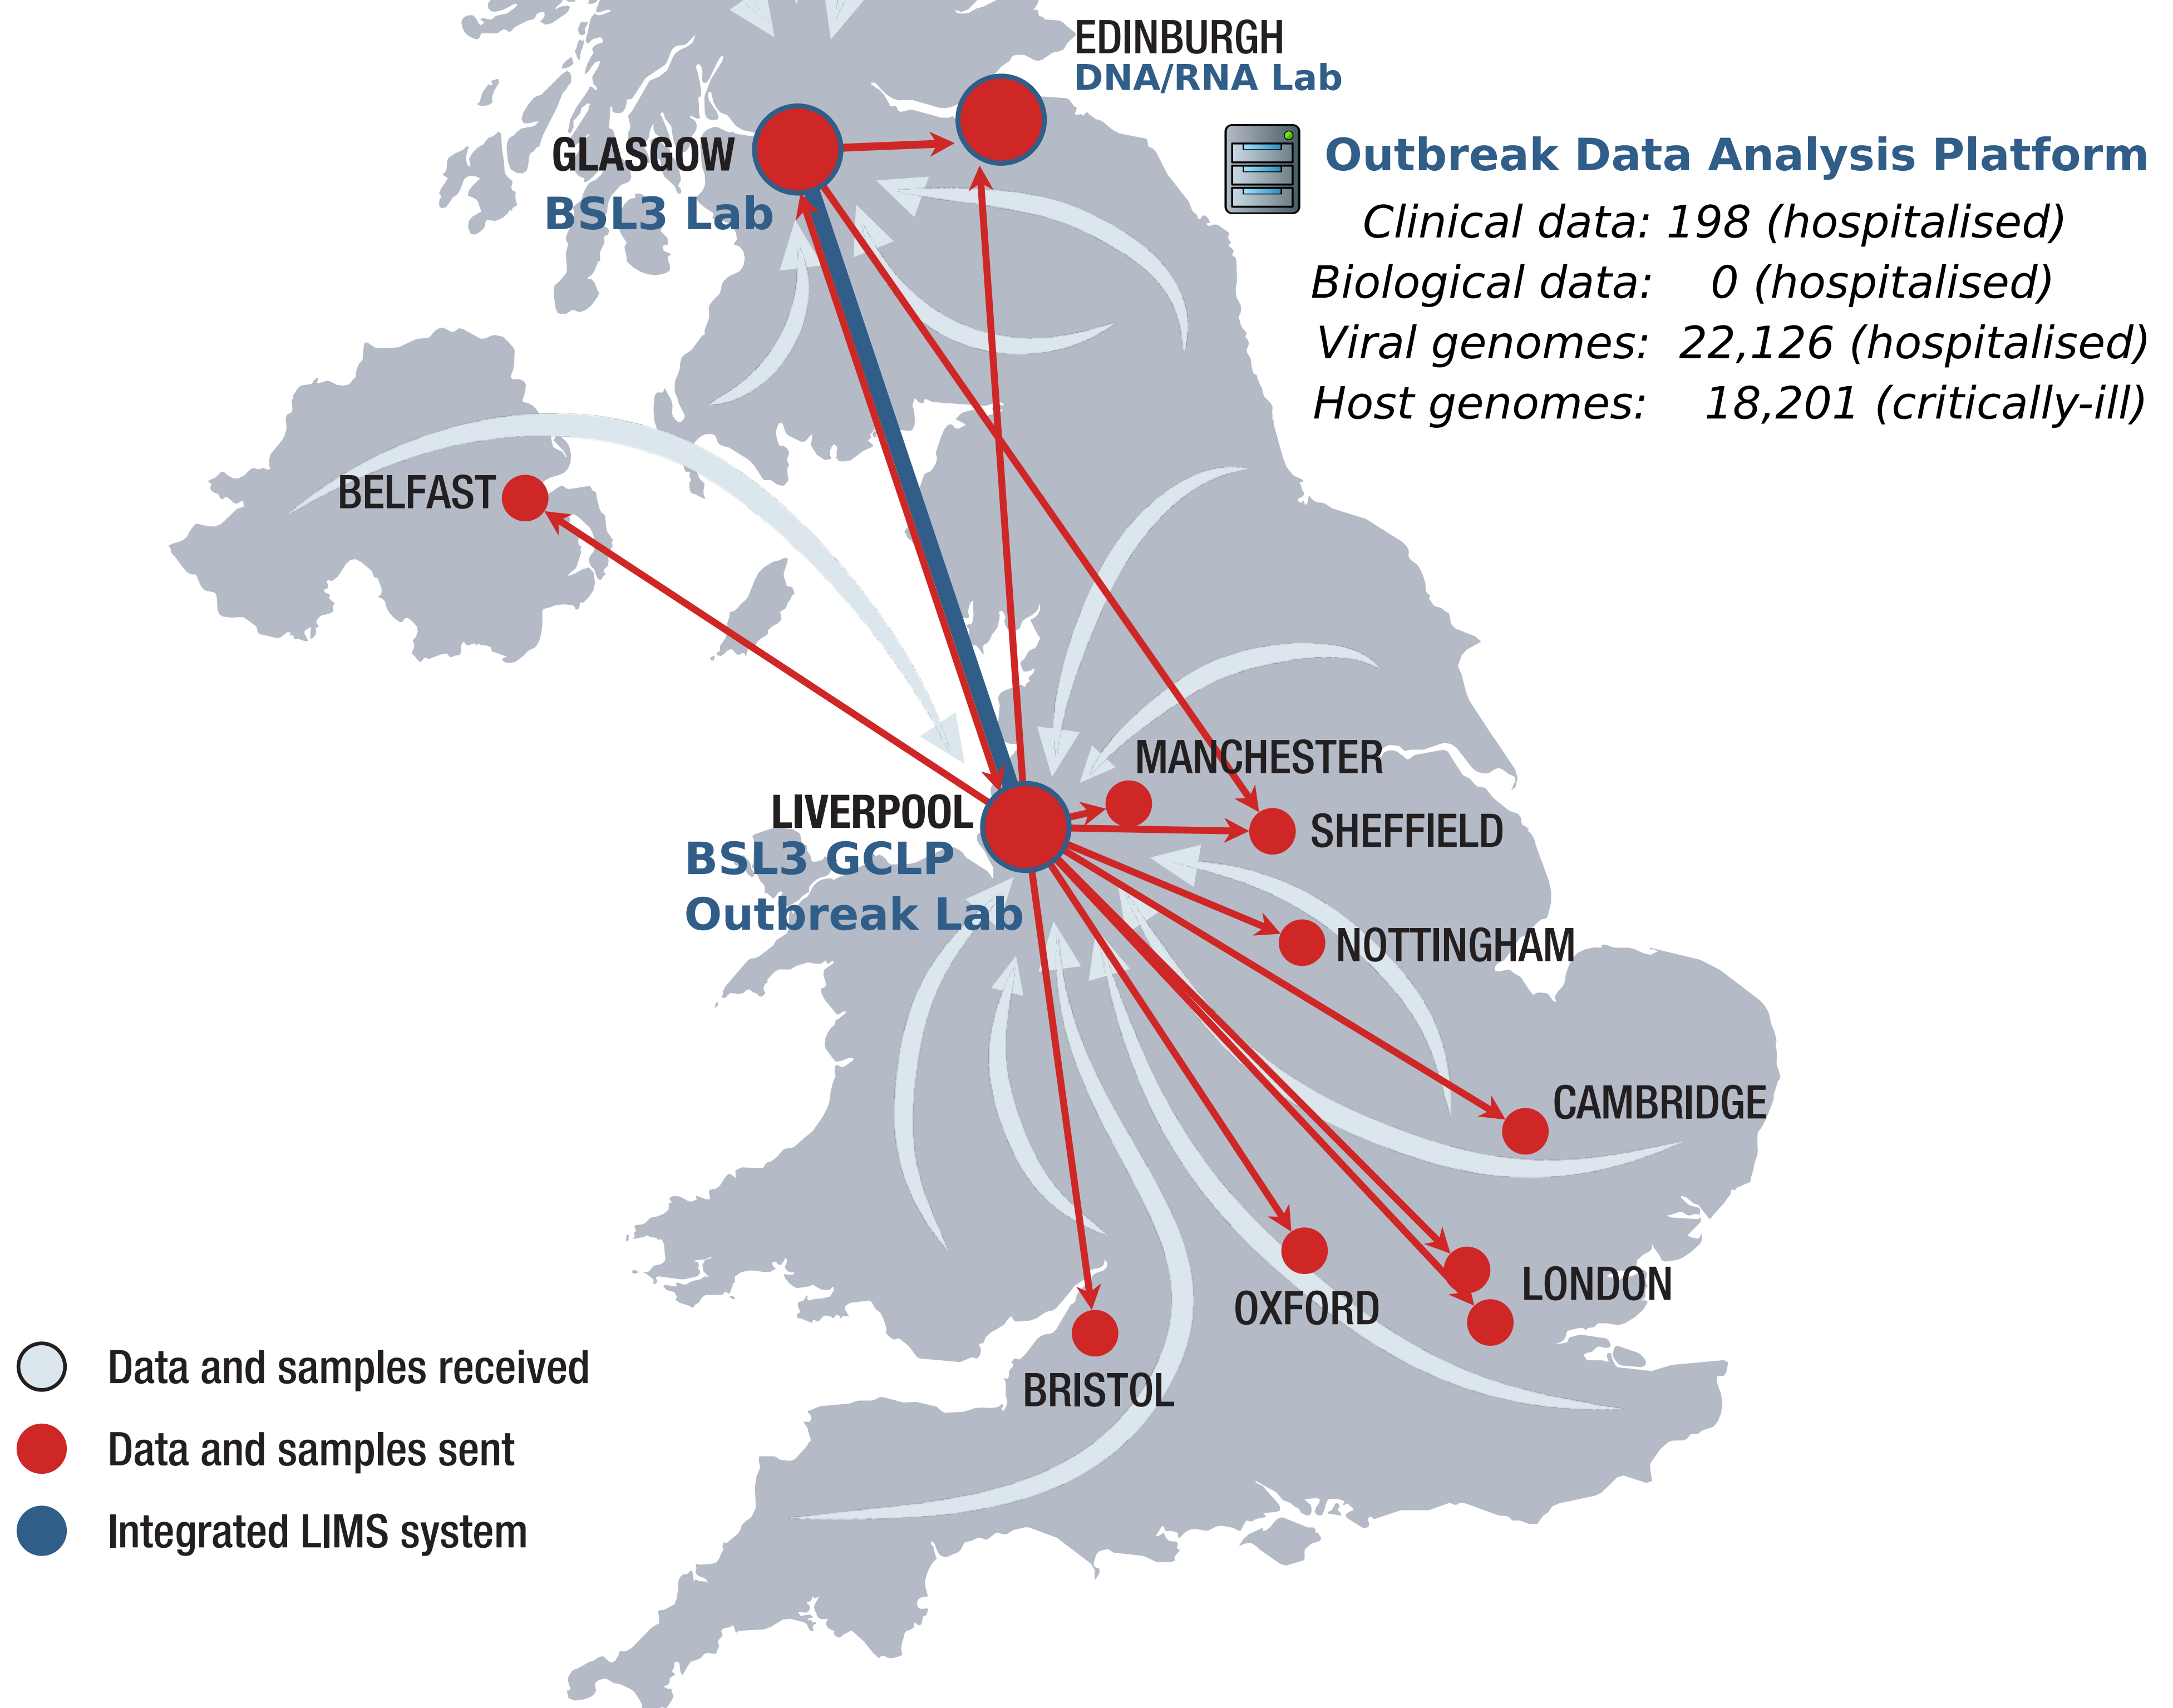 EDINBURGH
DNA/RNA Lab
GLASGOW
BSL3 Lab
Outbreak Data Analysis Platform
Clinical data: 198 (hospitalised)
Biological data: 0 (hospitalised)
Viral genomes: 22,126 (hospitalised)
Host genomes: 18,201 (critically-ill)
BELFAST
MANCHESTER
LIVERPOOL
BSL3 GCLP
Outbreak Lab
SHEFFIELD
NOTTINGHAM
CAMBRIDGE
LONDON
OXFORD
BRISTOL
Data and samples received
Data and samples sent
Integrated LIMS system